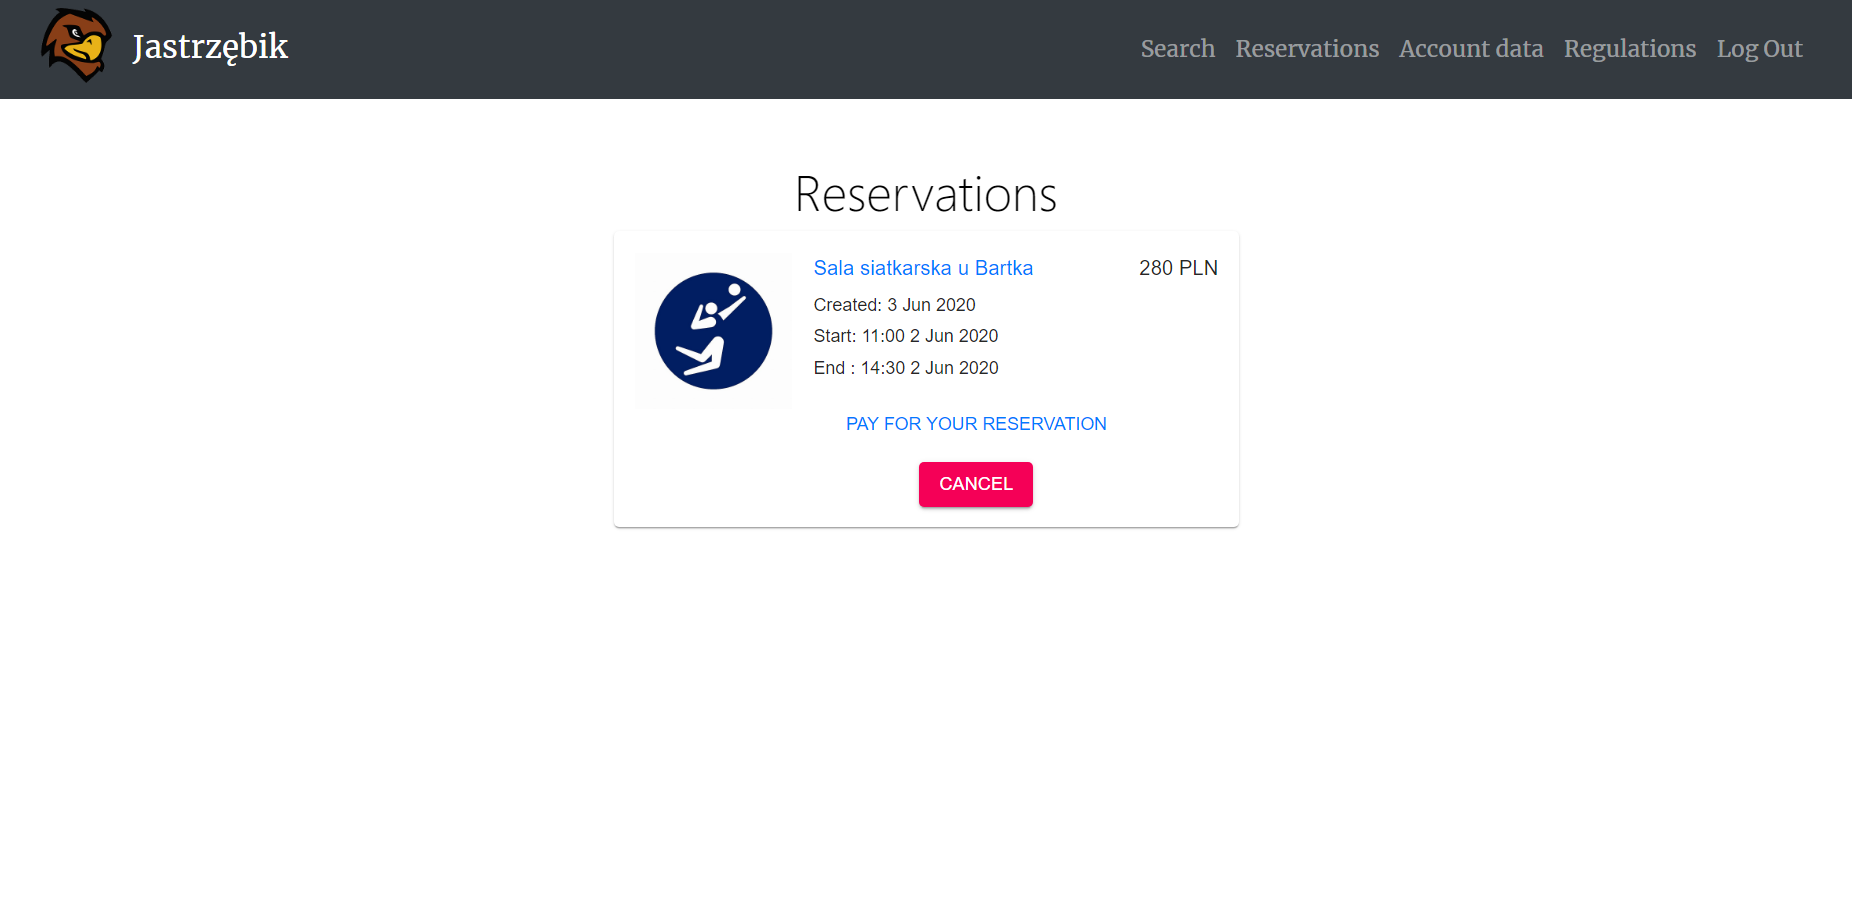 Jastrzębik
Search Reservations Account data Regulations Log Out
Reservations
Sala siatkarska u Bartka 280 PLN
Created: 3 Jun 2020
Start: 11:00 2 Jun 2020
End : 14:30 2 Jun 2020
PAY FOR YOUR RESERVATION
CANCEL